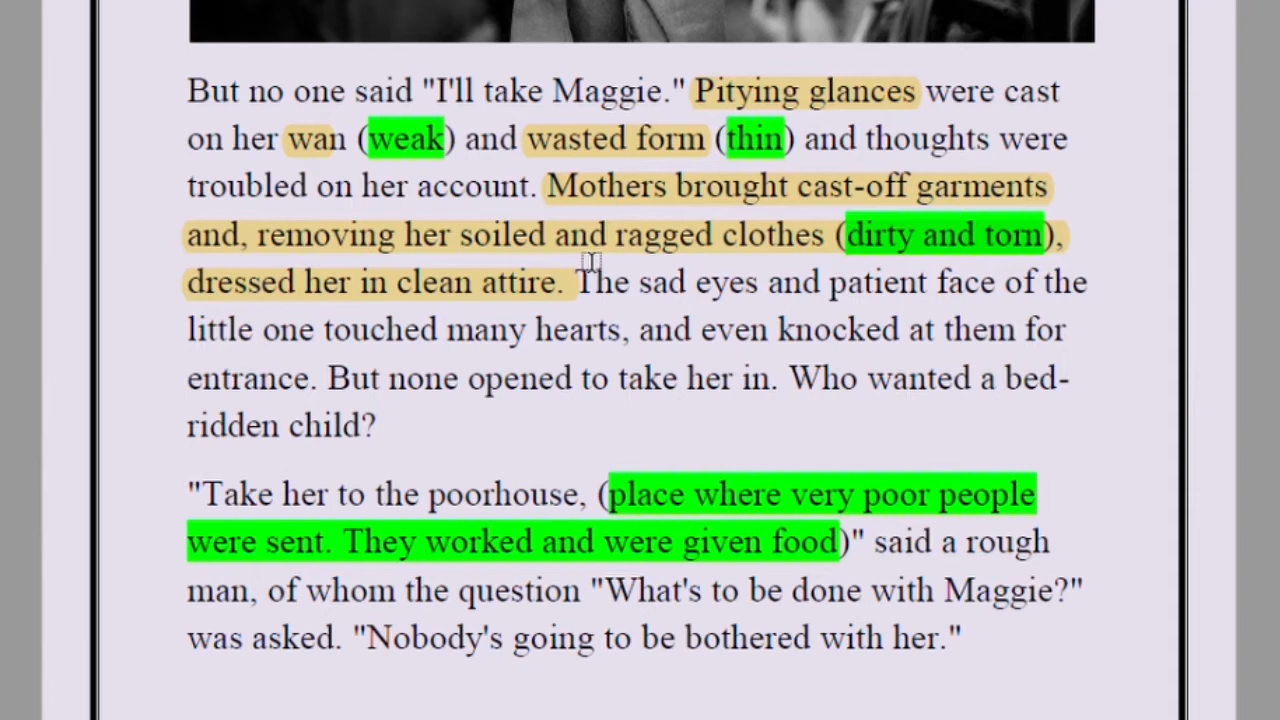 But no one said "I'll take Maggie." Pitying glances were cast
on her wan (weak) and wasted form (thin) and thoughts were
troubled on her account. Mothers brought cast-off garments
and, removing her soiled and ragged clothes (dirty and torn),
dressed her in clean attire. The sad eyes and patient face of the
little one touched many hearts, and even knocked at them for
entrance. But none opened to take her in. Who wanted a bed-
ridden child?
"Take her to the poorhouse, (place where very poor people
were sent. They worked and were given food)" said a rough
man, of whom the question "What's to be done with Maggie?"
was asked. "Nobody's going to be bothered with her."